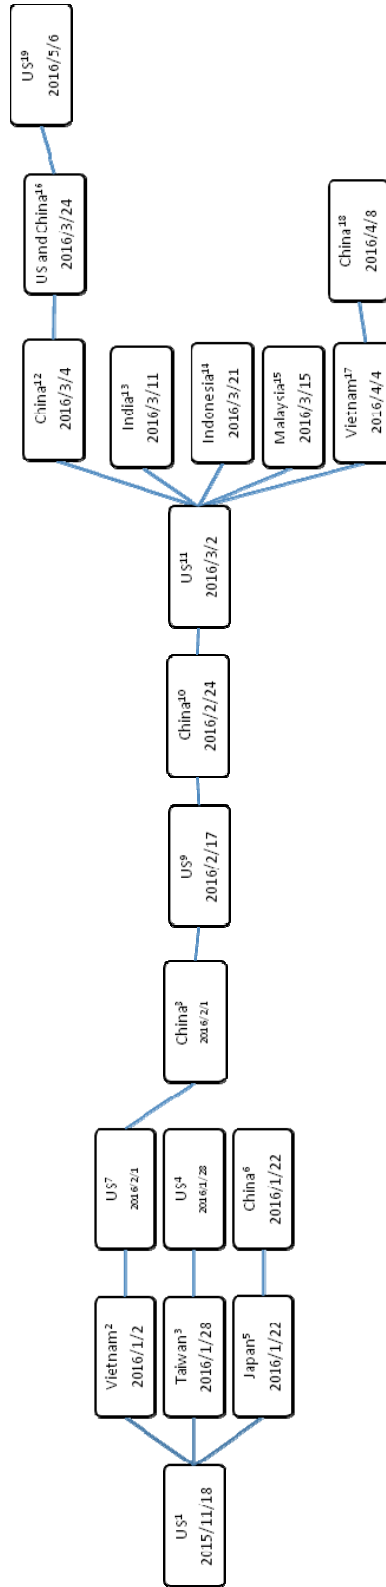 US¹
2015/11/18
Vietnam²
2016/1/2
Taiwan³
2016/1/28
Japan⁵
2016/1/22
US⁷
2016/2/1
US⁴
2016/1/28
China⁶
2016/1/22
China³
2016/2/1
US⁹
2016/2/17
China¹⁰
2016/2/24
US¹¹
2016/3/2
China¹²
2016/3/4
India¹³
2016/3/11
Indonesia¹⁴
2016/3/21
Malaysia¹⁵
2016/3/15
Vietnam¹⁷
2016/4/4
US and China¹⁶
2016/3/24
China¹⁸
2016/4/8
US¹⁹
2016/5/6